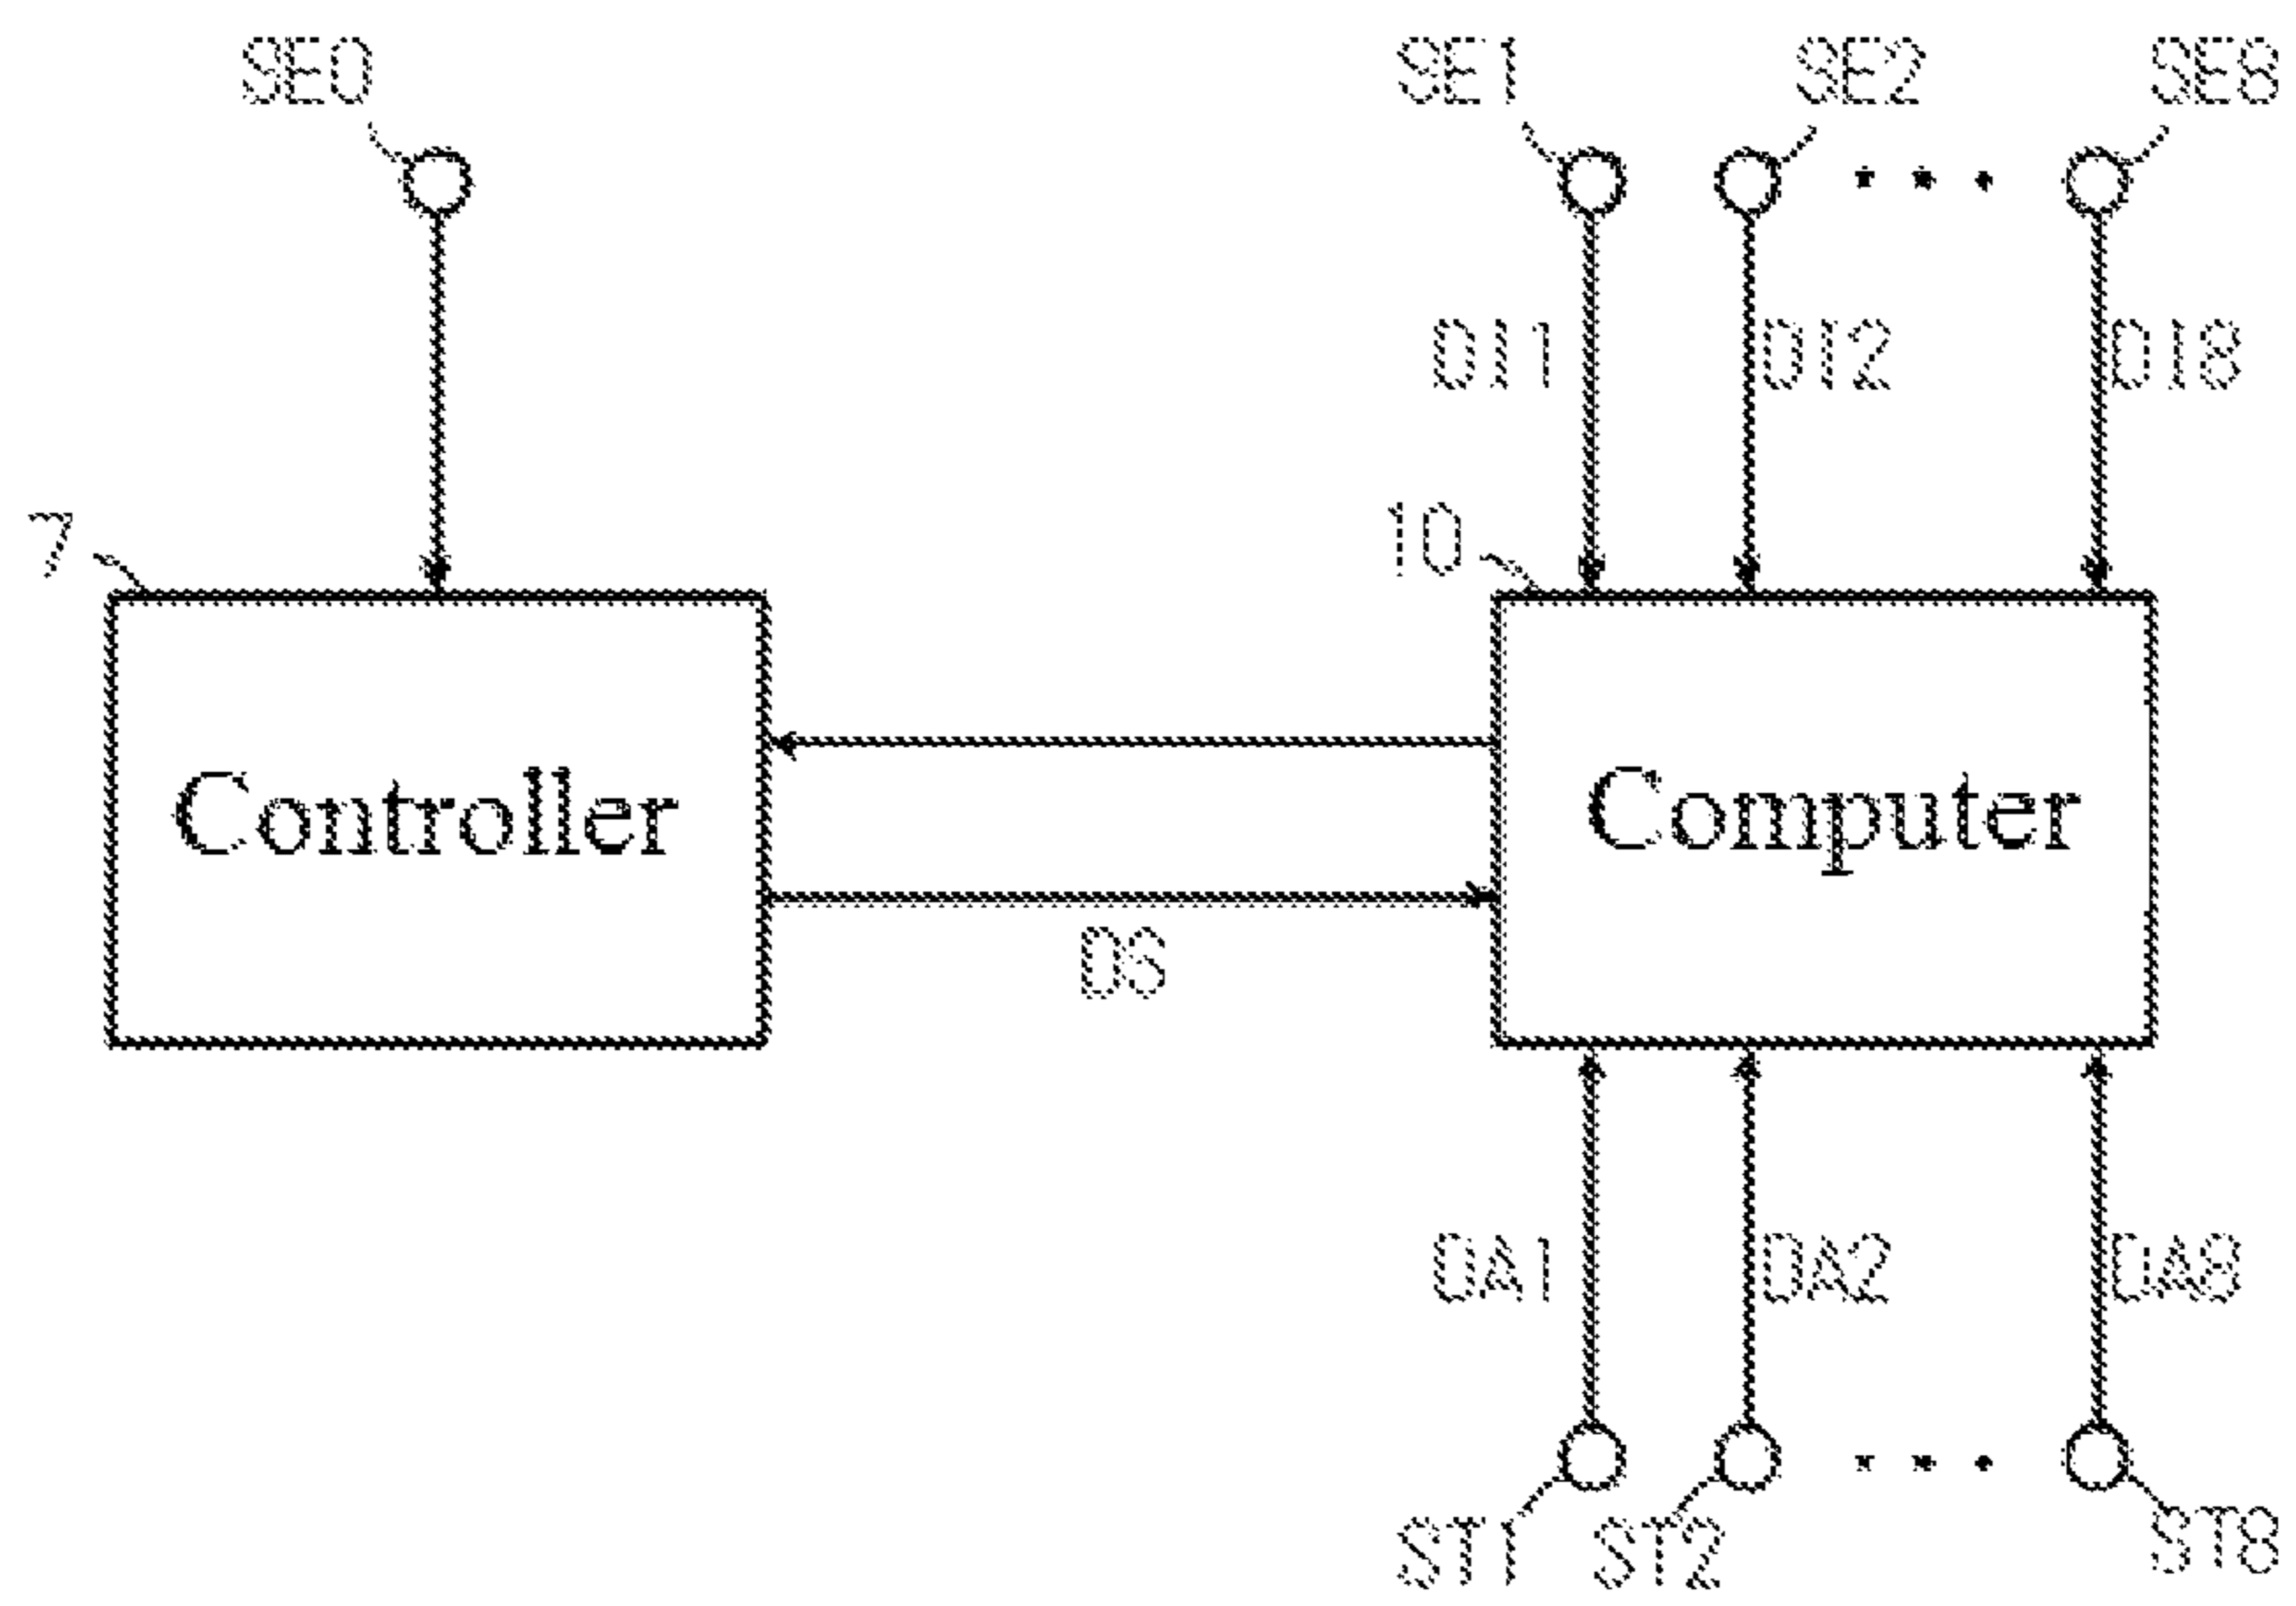 SE0 SE1 SE2 SE8
DI1 DI2 DI8
7 10
Controller Computer
DS
DA1 DA2 DA8
ST1 ST2 ST8